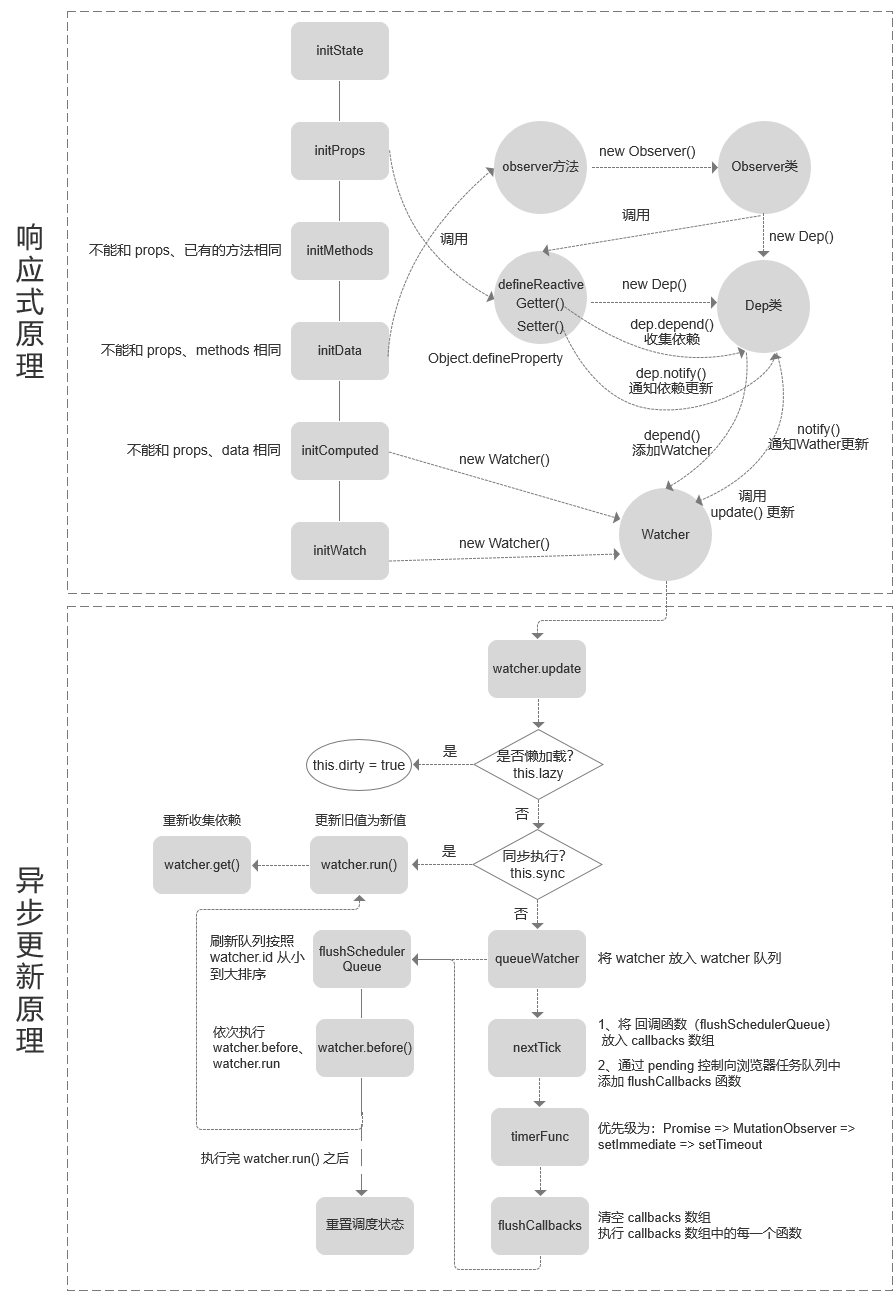 响应式原理
initState
initProps
不能和 props、已有的方法相同
initMethods
不能和 props、methods 相同
initData
不能和 props、data 相同
initComputed
initWatch
observer方法
new Observer()
Observer类
调用
调用
new Dep()
defineReactive
Getter()
Setter()
Object.defineProperty
new Dep()
Dep类
dep.depend()
收集依赖
dep.notify()
通知依赖更新
depend()
添加Watcher
notify()
通知Wather更新
调用
update() 更新
new Watcher()
new Watcher()
Watcher
异步更新原理
watcher.update
是否懒加载?
this.lazy
是
this.dirty = true
否
同步执行?
this.sync
是
更新旧值为新值
watcher.run()
重新收集依赖
watcher.get()
否
queueWatcher
将 watcher 放入 watcher 队列
flushScheduler
Queue
刷新队列按照
watcher.id 从小
到大排序
nextTick
1、将 回调函数（flushSchedulerQueue）
放入 callbacks 数组
2、通过 pending 控制向浏览器任务队列中
添加 flushCallbacks 函数
watcher.before()
依次执行
watcher.before、
watcher.run
timerFunc
优先级为：Promise => MutationObserver =>
setImmediate => setTimeout
执行完 watcher.run() 之后
重置调度状态
flushCallbacks
清空 callbacks 数组
执行 callbacks 数组中的每一个函数